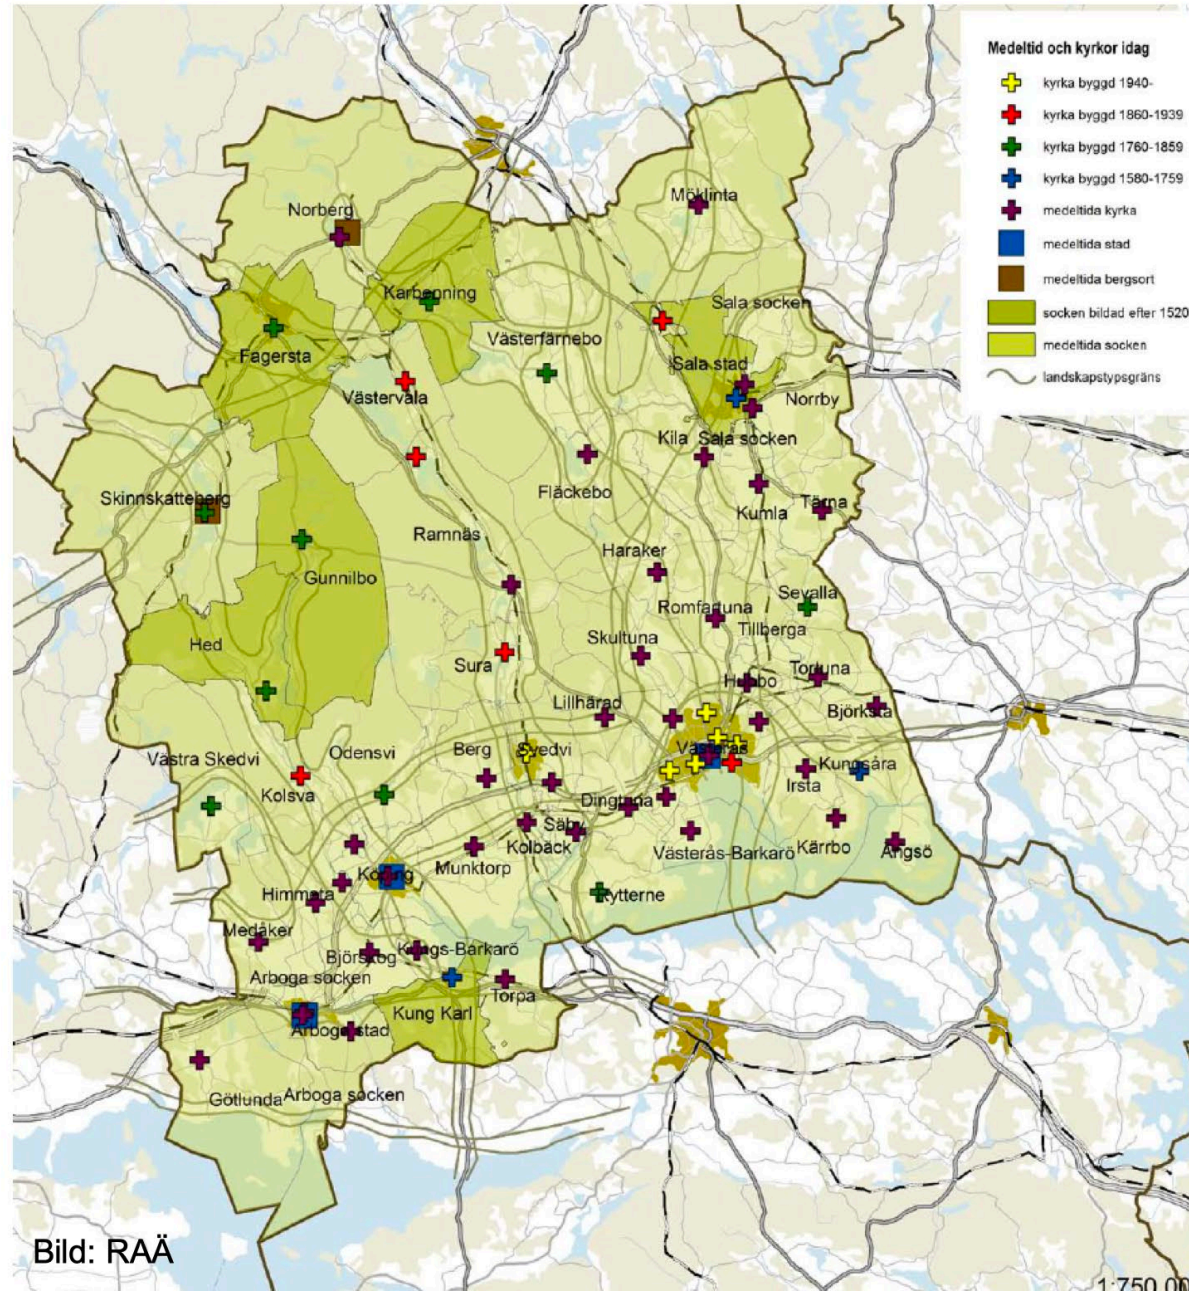 Medeltid och kyrkor idag
kyrka byggd 1940-
kyrka byggd 1860-1939
kyrka byggd 1760-1859
kyrka byggd 1580-1759
medeltida kyrka
medeltida stad
medeltida bergsort
socken bildad efter 1520
medeltida socken
landskapstypsgräns
Möklinta
Norberg
Karbenning
Sala socken
Västerfärnebo
Fagersta
Sala stad
Västervåla
Norrby
Kila
Sala socken
Fläckebo
Skinnskatteberg
Tärna
Kumla
Ramnäs
Haraker
Gunnilbo
Sevalla
Romfartuna
Tillberga
Skultuna
Hed
Sura
Tortuna
Hubbo
Lillhärad
Björksta
Västerås
Berg
Svedvi
Odensvi
Västra Skedvi
Kungsåra
Irsta
Kolsva
Dingtuna
Säby
Kolbäck
Kärrbo
Västerås-Barkarö
Ängsö
Munktorp
Köping
Himmeta
Rytterne
Medåker
Kungs-Barkarö
Björskog
Arboga socken
Torpa
Kung Karl
Arboga stad
Götlunda
Arboga socken
Bild: RAÄ
1:750 00